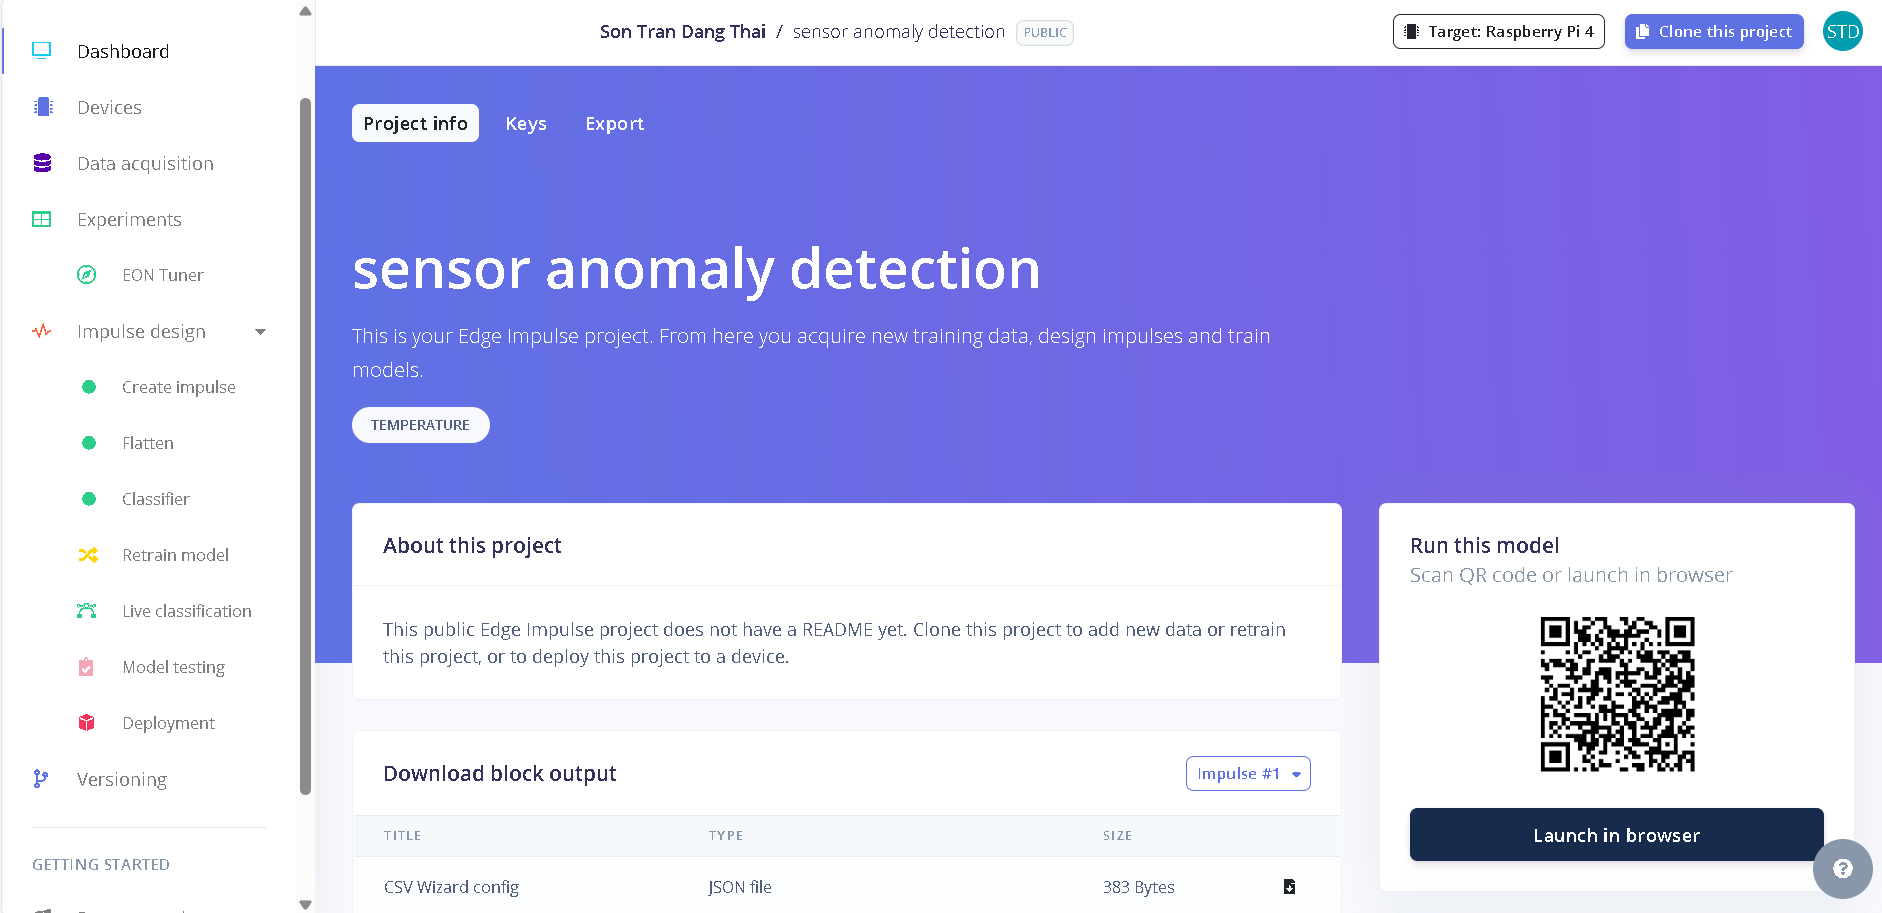 Dashboard
Devices
Data acquisition
Experiments
EON Tuner
Impulse design
Create impulse
Flatten
Classifier
Retrain model
Live classification
Model testing
Deployment
Versioning
GETTING STARTED
Son Tran Dang Thai / sensor anomaly detection PUBLIC
Target: Raspberry Pi 4
Clone this project
STD
Project info
Keys
Export
sensor anomaly detection
This is your Edge Impulse project. From here you acquire new training data, design impulses and train
models.
TEMPERATURE
About this project
This public Edge Impulse project does not have a README yet. Clone this project to add new data or retrain
this project, or to deploy this project to a device.
Download block output
Impulse #1
TITLE TYPE SIZE
CSV Wizard config JSON file 383 Bytes
Run this model
Scan QR code or launch in browser
Launch in browser
?